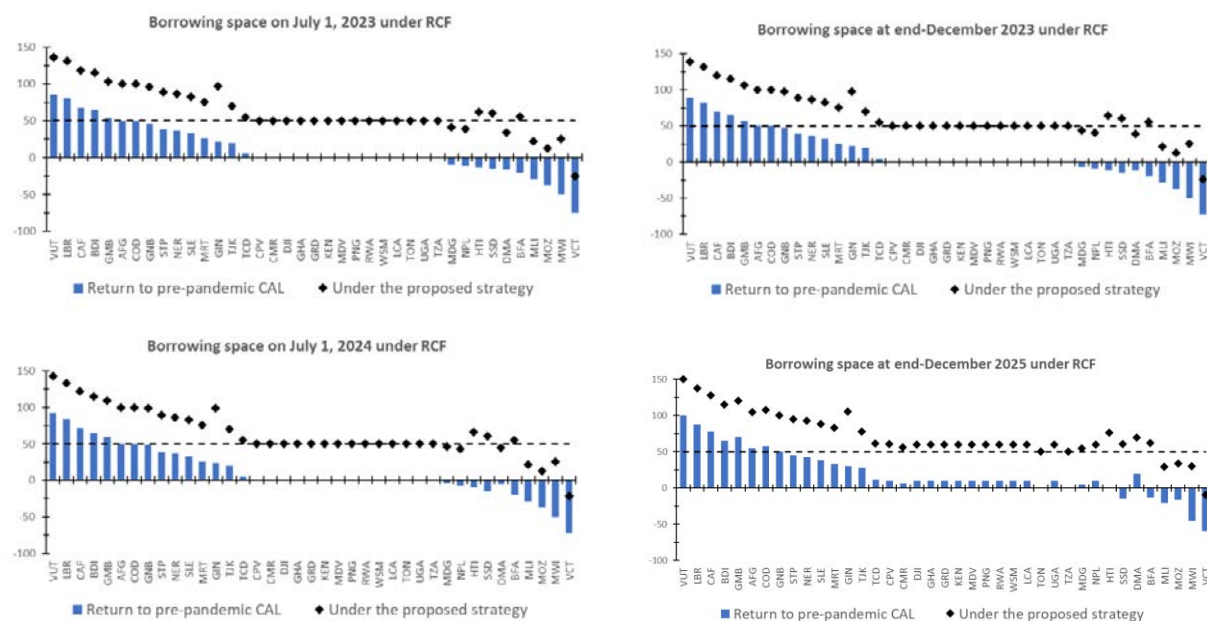 Borrowing space on July 1, 2023 under RCF
150
100
50
0
-50
-100
VUT LBR CAF BDI GMB AFG COD GNB STP NER SLE MRT GIN TJK TCD CPV CMR DJI GHA GRD KEN MDV PNG RWA WSM LCA TON UGA TZA MDG NPL HTI SSD DMA BFA MLI MOZ MWI VCT
Return to pre-pandemic CAL Under the proposed strategy
Borrowing space at end-December 2023 under RCF
150
100
50
0
-50
-100
VUT LBR CAF BDI GMB AFG COD GNB STP NER SLE MRT GIN TJK TCD CPV CMR DJI GHA GRD KEN MDV PNG RWA WSM LCA TON UGA TZA MDG NPL HTI SSD DMA BFA MLI MOZ MWI VCT
Return to pre-pandemic CAL Under the proposed strategy
Borrowing space on July 1, 2024 under RCF
150
100
50
0
-50
-100
VUT LBR CAF BDI GMB AFG COD GNB STP NER SLE MRT GIN TJK TCD CPV CMR DJI GHA GRD KEN MDV PNG RWA WSM LCA TON UGA TZA MDG NPL HTI SSD DMA BFA MLI MOZ MWI VCT
Return to pre-pandemic CAL Under the proposed strategy
Borrowing space at end-December 2025 under RCF
150
100
50
0
-50
-100
VUT LBR CAF BDI GMB AFG COD GNB STP NER SLE MRT GIN TJK TCD CPV CMR DJI GHA GRD KEN MDV PNG RWA WSM LCA TON UGA TZA MDG NPL HTI SSD DMA BFA MLI MOZ MWI VCT
Return to pre-pandemic CAL Under the proposed strategy